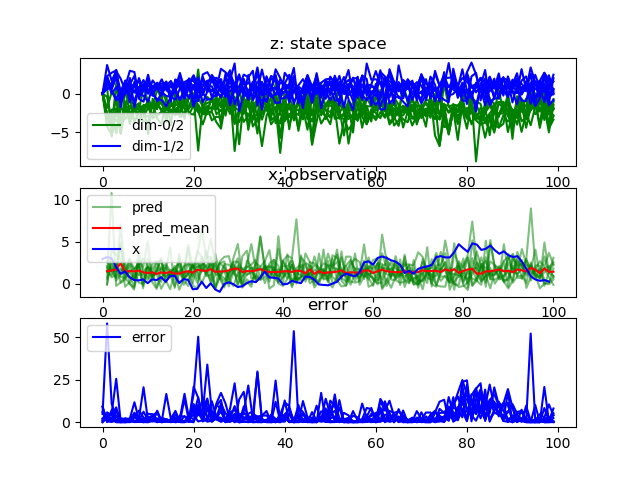 z: state space
0
−5
dim-0/2
dim-1/2
0 20 40 60 80 100
x: observation
10
5
0
pred
pred_mean
x
0 20 40 60 80 100
error
50
25
0
error
0 20 40 60 80 100